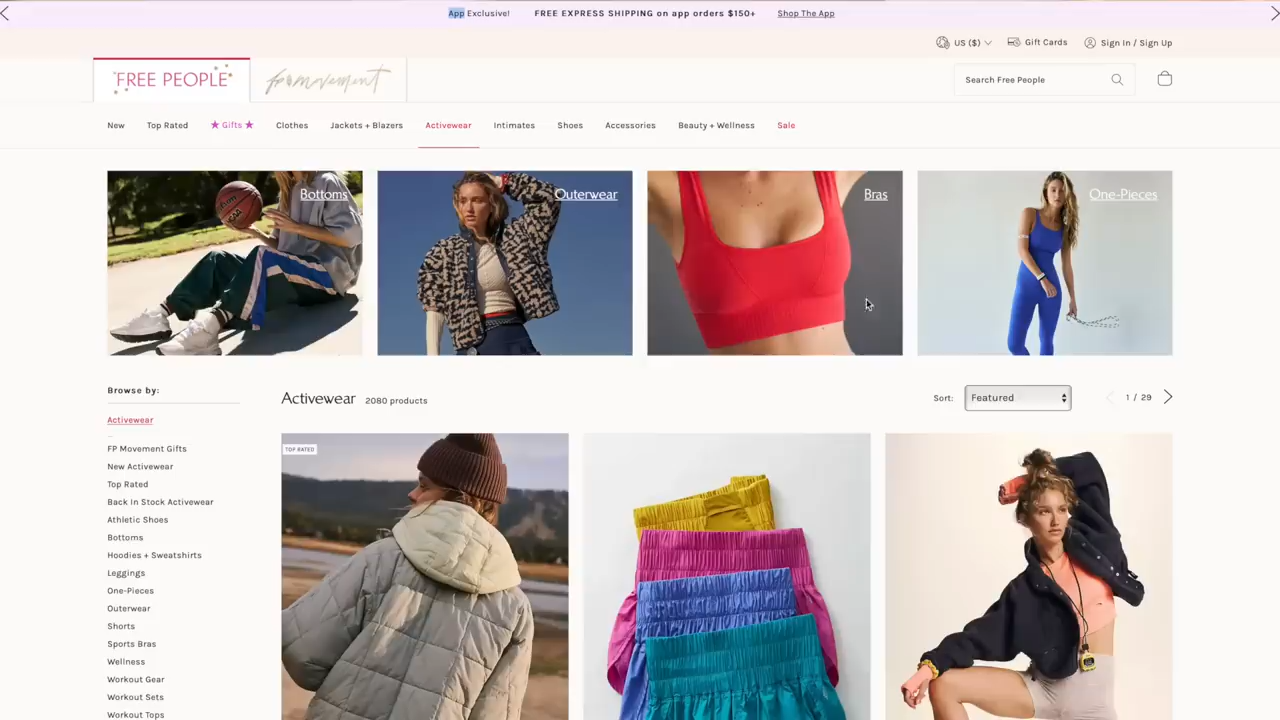 App Exclusive! FREE EXPRESS SHIPPING on app orders $150+ Shop The App
US ($) Gift Cards Sign In / Sign Up
FREE PEOPLE fp movement Search Free People
New Top Rated ★ Gifts ★ Clothes Jackets + Blazers Activewear Intimates Shoes Accessories Beauty + Wellness Sale
Bottoms Outerwear Bras One-Pieces
Browse by:
Activewear 2080 products Sort: Featured 1 / 29
Activewear
FP Movement Gifts
New Activewear
Top Rated
Back In Stock Activewear
Athletic Shoes
Bottoms
Hoodies + Sweatshirts
Leggings
One-Pieces
Outerwear
Shorts
Sports Bras
Wellness
Workout Gear
Workout Sets
Workout Tops
TOP RATED